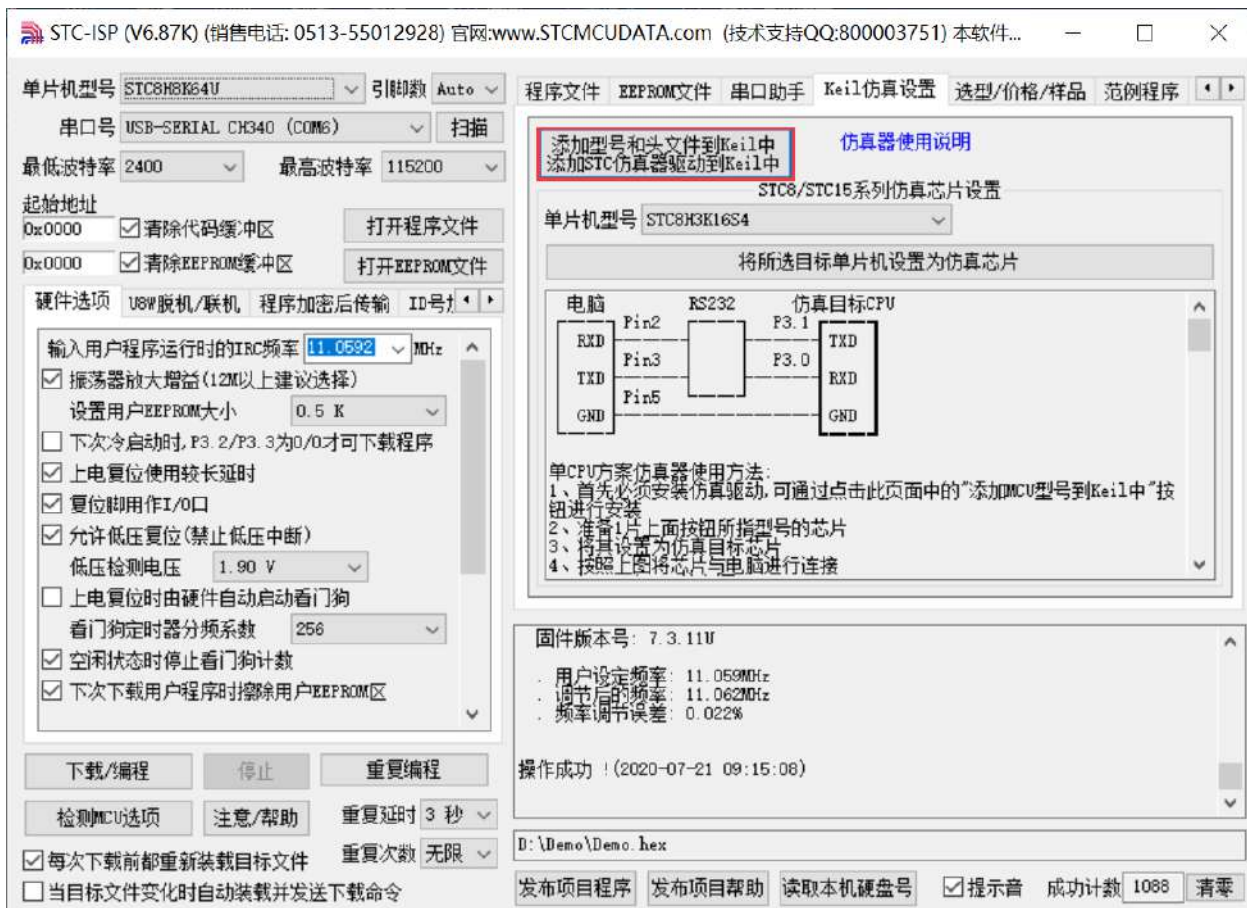 STC-ISP (V6.87K) (销售电话: 0513-55012928) 官网:www.STCMCUDATA.com (技术支持QQ:800003751) 本软件...
单片机型号 STC8H8K64U 引脚数 Auto
串口号 USB-SERIAL CH340 (COM6) 扫描
最低波特率 2400 最高波特率 115200
起始地址
0x0000 清除代码缓冲区 打开程序文件
0x0000 清除EEPROM缓冲区 打开EEPROM文件
硬件选项 U8W脱机/联机 程序加密后传输 ID号
输入用户程序运行时的IRC频率 11.0592 MHz
振荡器放大增益(12M以上建议选择)
设置用户EEPROM大小 0.5 K
下次冷启动时,P3.2/P3.3为0/0才可下载程序
上电复位使用较长延时
复位脚用作I/O口
允许低压复位(禁止低压中断)
低压检测电压 1.90 V
上电复位时由硬件自动启动看门狗
看门狗定时器分频系数 256
空闲状态时停止看门狗计数
下次下载用户程序时擦除用户EEPROM区
下载/编程 停止 重复编程
检测MCU选项 注意/帮助 重复延时 3 秒
每次下载前都重新装载目标文件 重复次数 无限
当目标文件变化时自动装载并发送下载命令
程序文件 EEPROM文件 串口助手 Keil仿真设置 选型/价格/样品 范例程序
添加型号和头文件到Keil中
添加STC仿真器驱动到Keil中
仿真器使用说明
STC8/STC15系列仿真芯片设置
单片机型号 STC8H3K16S4
将所选目标单片机设置为仿真芯片
电脑 RS232 仿真目标CPU
Pin2 P3.1
RXD TXD
Pin3 P3.0
TXD RXD
Pin5
GND GND
单CPU方案仿真器使用方法:
1、首先必须安装仿真驱动,可通过点击此页面中的"添加MCU型号到Keil中"按
钮进行安装
2、准备1片上面按钮所指型号的芯片
3、将其设置为仿真目标芯片
4、按照上图将芯片与电脑进行连接
固件版本号: 7.3.11U
. 用户设定频率: 11.059MHz
. 调节后的频率: 11.062MHz
. 频率调节误差: 0.022%
操作成功 !(2020-07-21 09:15:08)
D:\Demo\Demo.hex
发布项目程序 发布项目帮助 读取本机硬盘号 提示音 成功计数 1088 清零